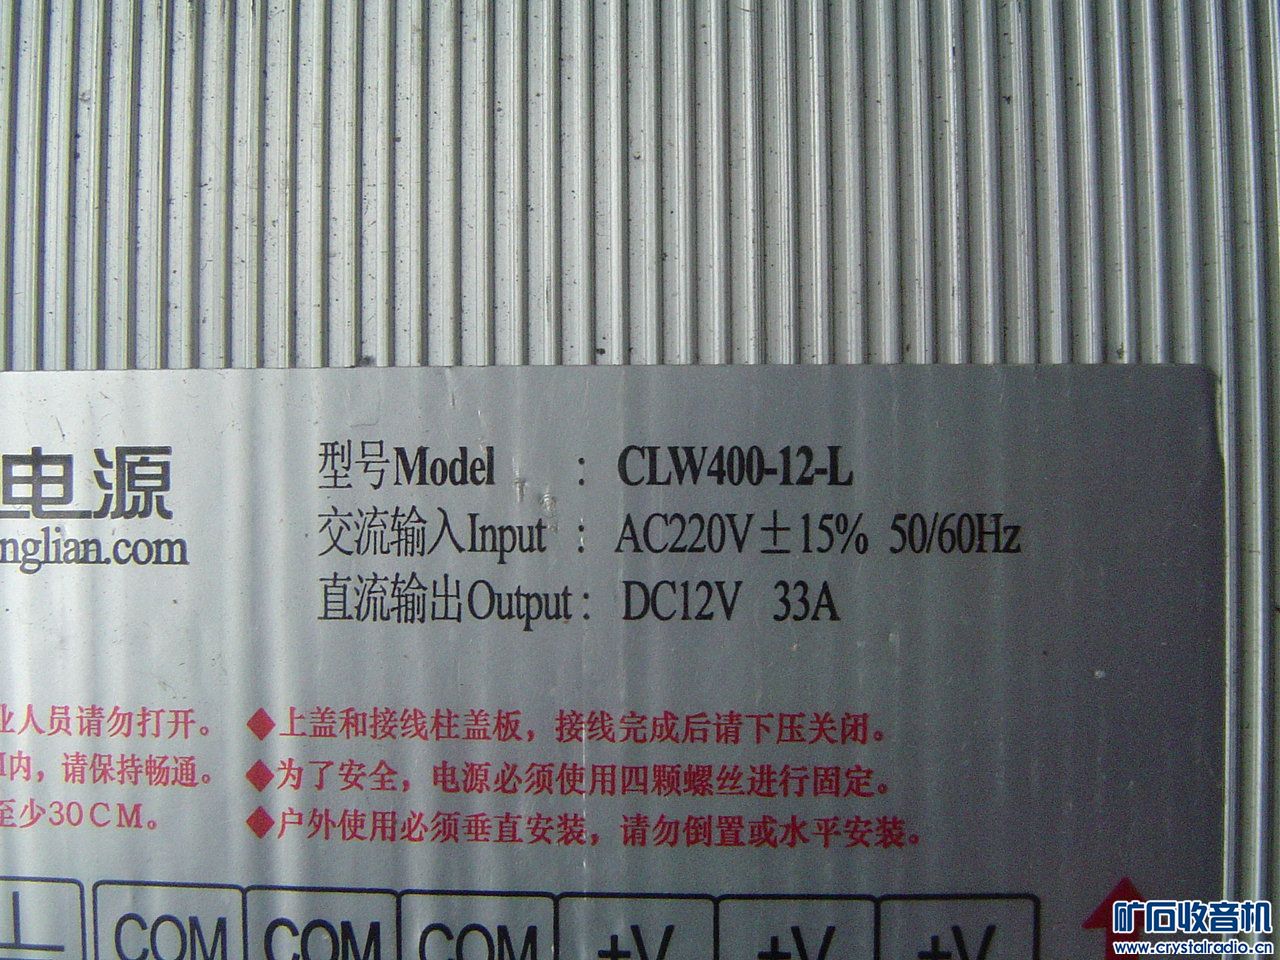 电源
nglian.com
型号Model : CLW400-12-L
交流输入Input : AC220V±15% 50/60Hz
直流输出Output: DC12V 33A
业人员请勿打开。
内，请保持畅通。
至少30CM。
◆上盖和接线柱盖板，接线完成后请下压关闭。
◆为了安全，电源必须使用四颗螺丝进行固定。
◆户外使用必须垂直安装，请勿倒置或水平安装。
COM COM COM +V +V +V
矿石收音机
www.crystalradio.cn